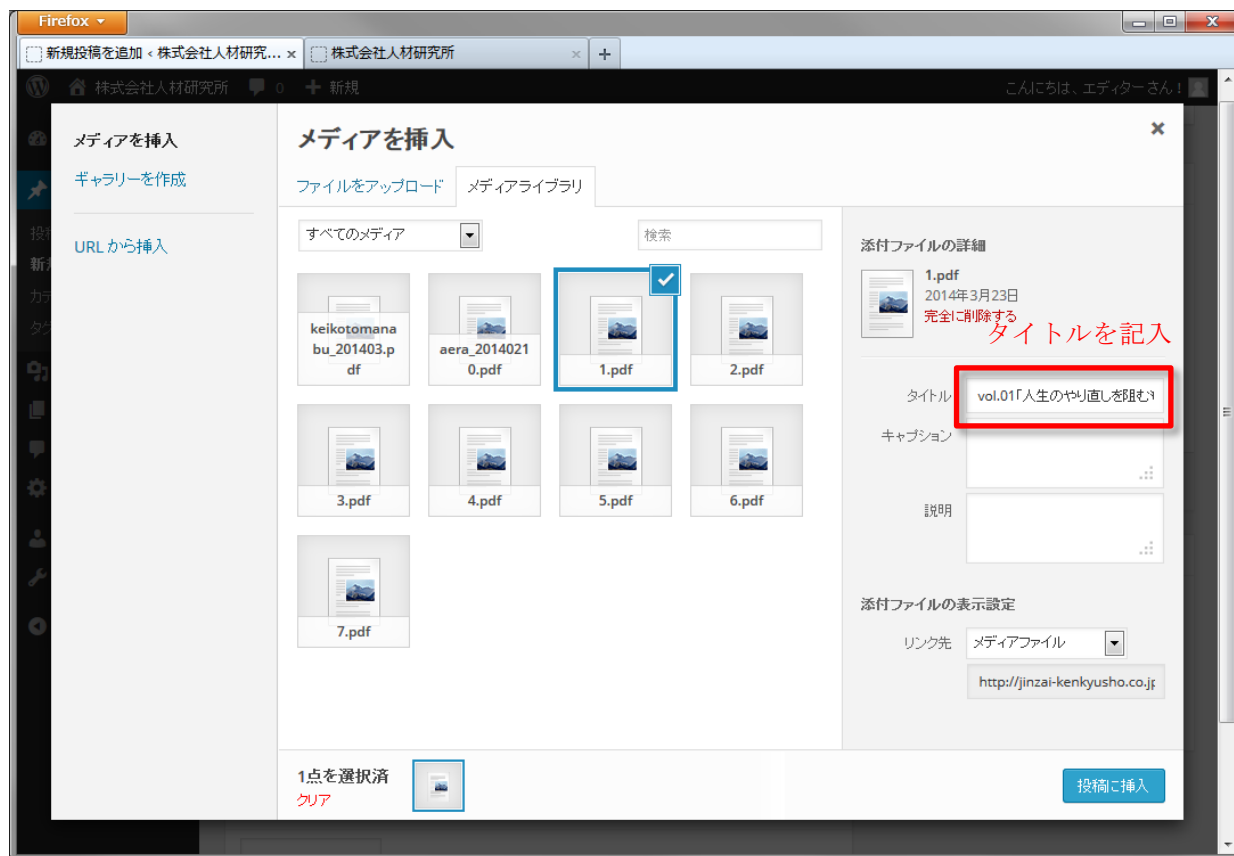 Firefox
新規投稿を追加 ‹ 株式会社人材研究... ×
株式会社人材研究所 ×
株式会社人材研究所 0 + 新規
こんにちは、エディターさん!
メディアを挿入
ギャラリーを作成
URL から挿入
メディアを挿入
ファイルをアップロード
メディアライブラリ
すべてのメディア
検索
keikotomana
bu_201403.p
df
aera_2014021
0.pdf
1.pdf
2.pdf
3.pdf
4.pdf
5.pdf
6.pdf
7.pdf
添付ファイルの詳細
1.pdf
2014年3月23日
完全に削除する
タイトルを記入
タイトル
vol.01「人生のやり直しを阻む
キャプション
説明
添付ファイルの表示設定
リンク先
メディアファイル
http://jinzai-kenkyusho.co.jp
1点を選択済
クリア
投稿に挿入